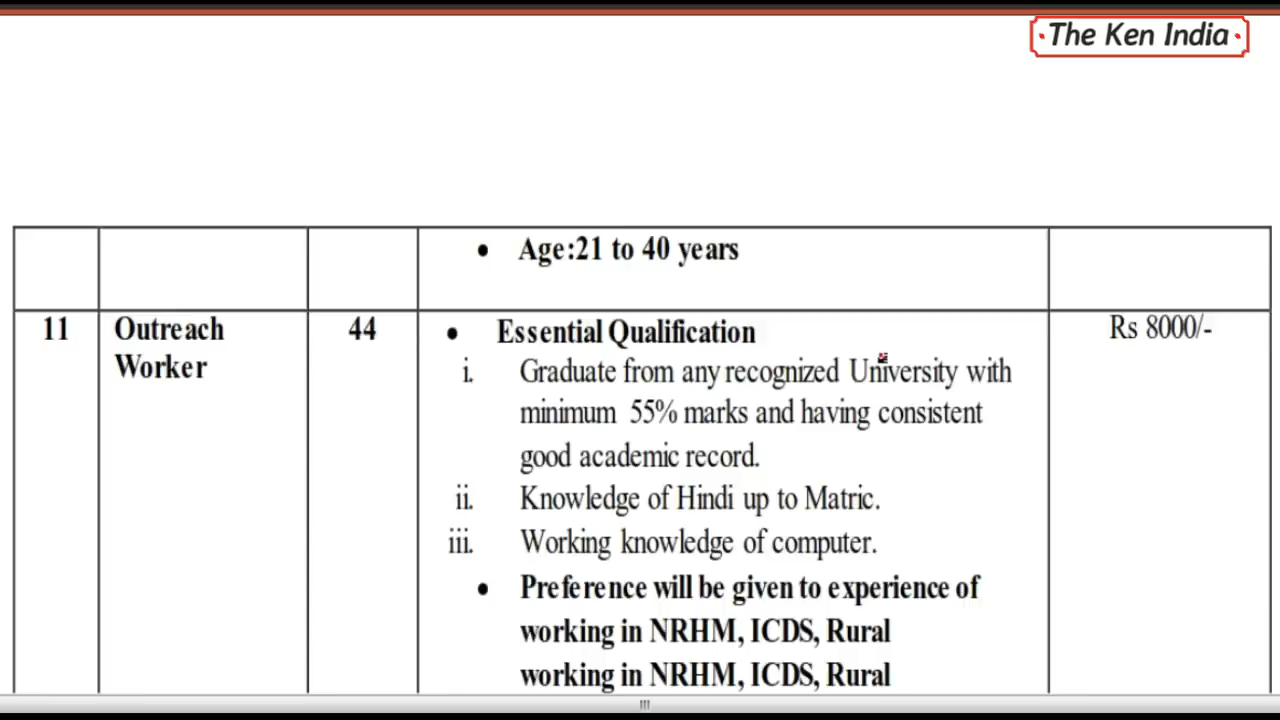 The Ken India
• Age:21 to 40 years
11 Outreach 44 • Essential Qualification Rs 8000/-
Worker i. Graduate from any recognized University with
minimum 55% marks and having consistent
good academic record.
ii. Knowledge of Hindi up to Matric.
iii. Working knowledge of computer.
• Preference will be given to experience of
working in NRHM, ICDS, Rural
working in NRHM, ICDS, Rural